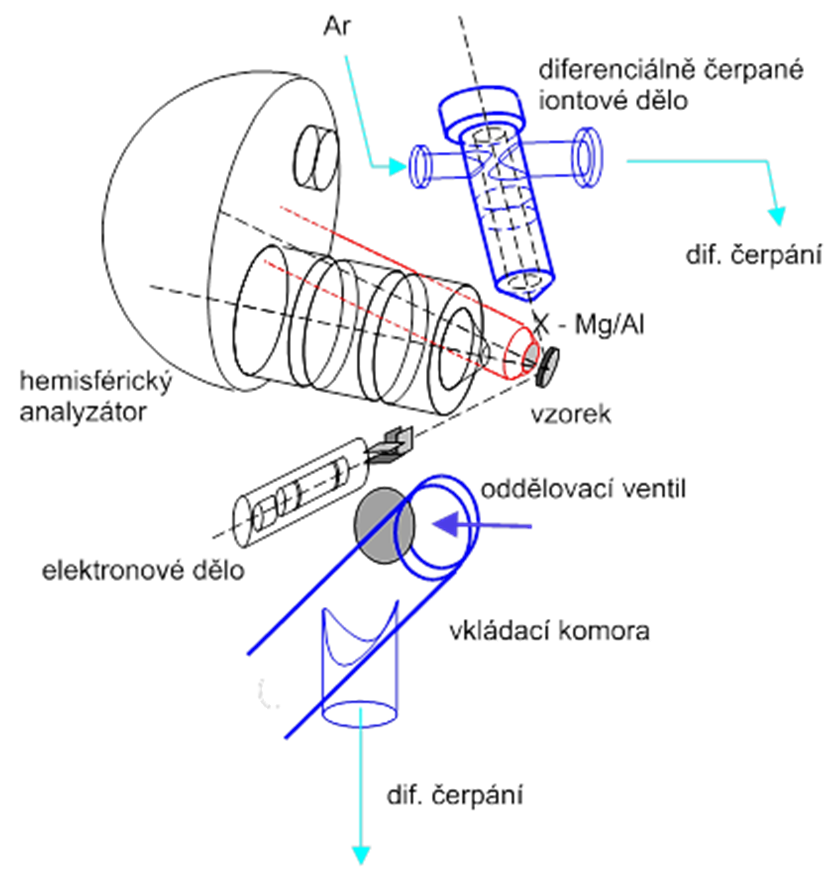 Ar
diferenciálně čerpané
iontové dělo
dif. čerpání
X - Mg/Al
hemisférický
analyzátor
vzorek
oddělovací ventil
elektronové dělo
vkládací komora
dif. čerpání